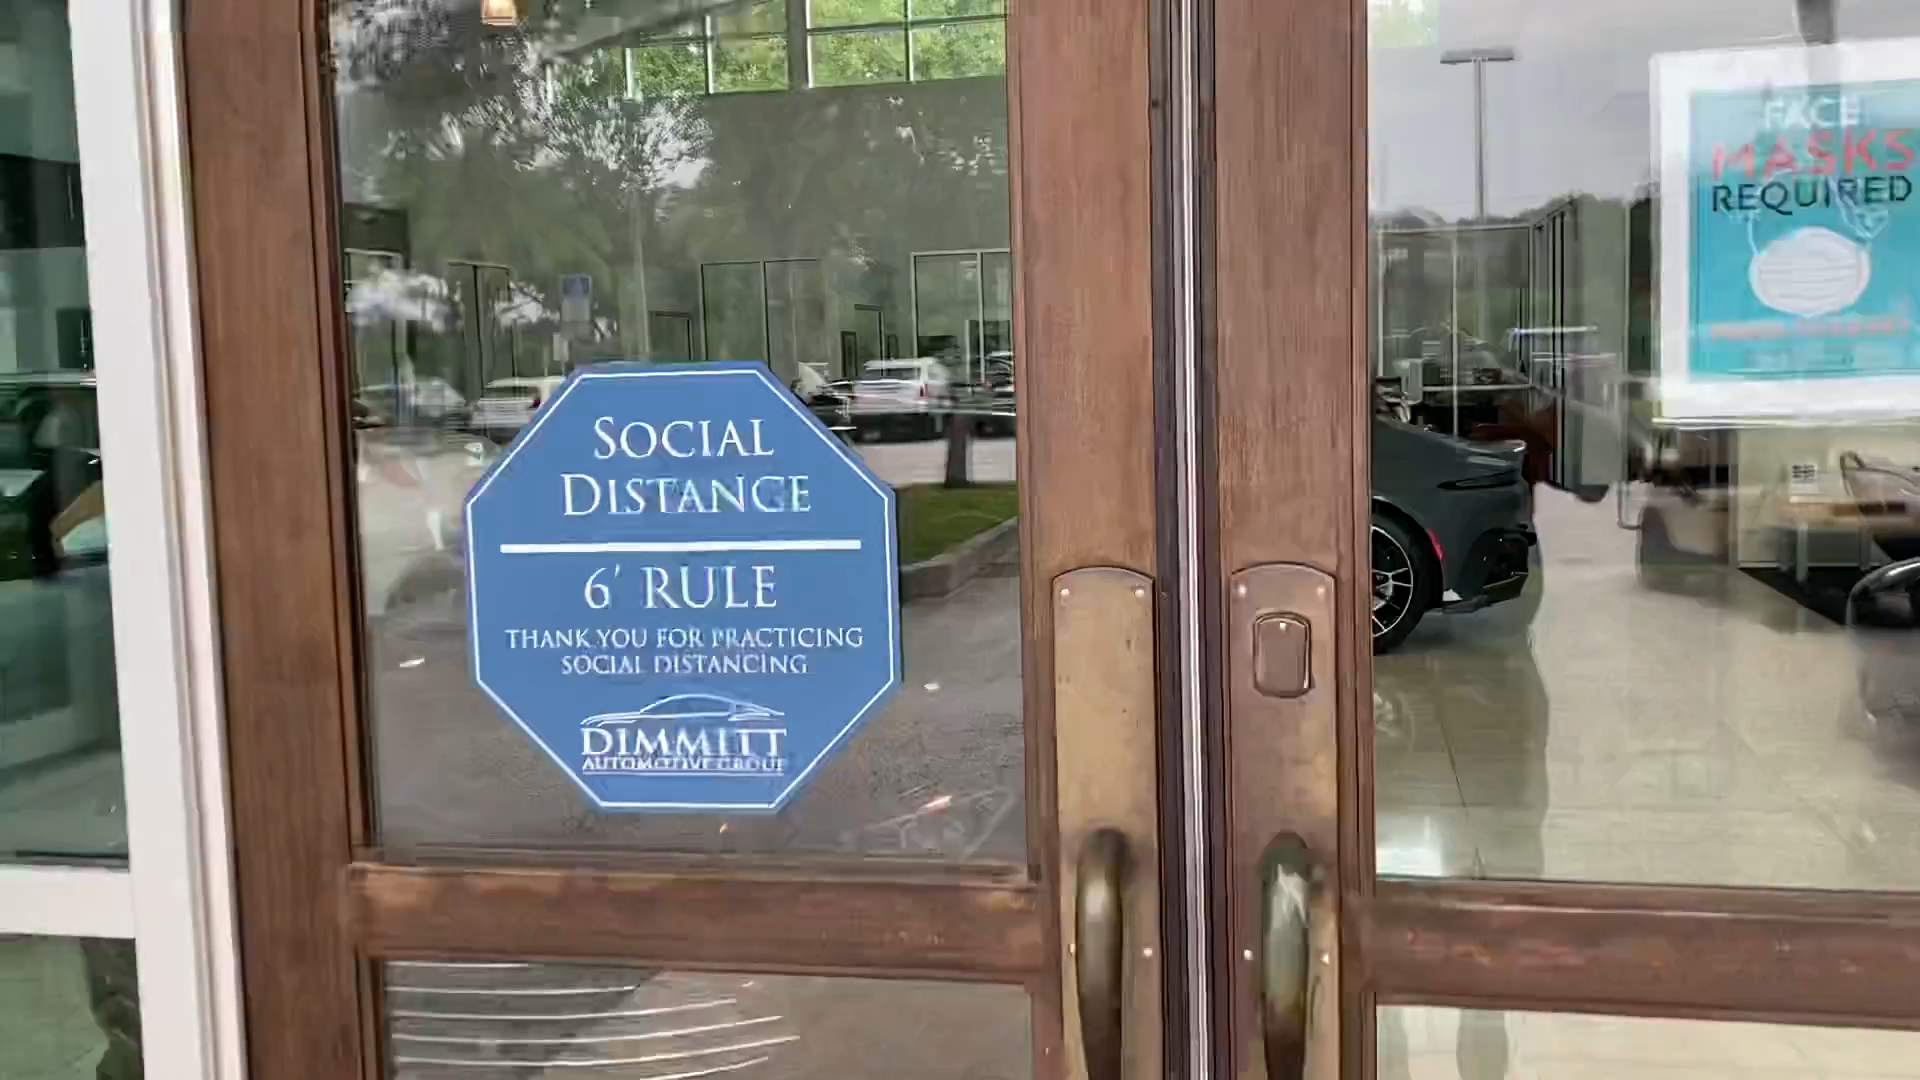 SOCIAL
DISTANCE
6' RULE
THANK YOU FOR PRACTICING
SOCIAL DISTANCING
DIMMITT
AUTOMOTIVE GROUP
FACE
MASKS
REQUIRED